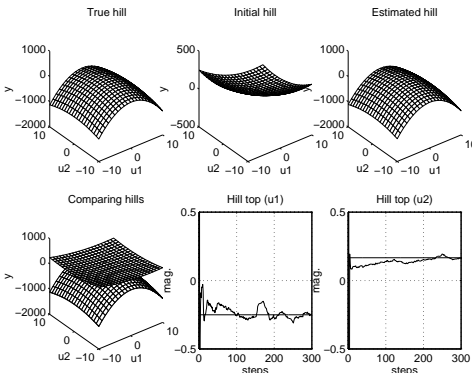 True hill
Initial hill
Estimated hill
1000
0
−1000
−2000
y
10
0
−10
u2
−10
0
10
u1
500
0
−500
y
10
0
−10
u2
−10
0
10
u1
1000
0
−1000
−2000
y
10
0
−10
u2
−10
0
10
u1
Comparing hills
Hill top (u1)
Hill top (u2)
1000
0
−1000
−2000
y
10
0
−10
u2
−10
0
10
u1
0.5
0
−0.5
mag.
0
100
200
300
steps
0.5
0
−0.5
mag.
0
100
200
300
steps